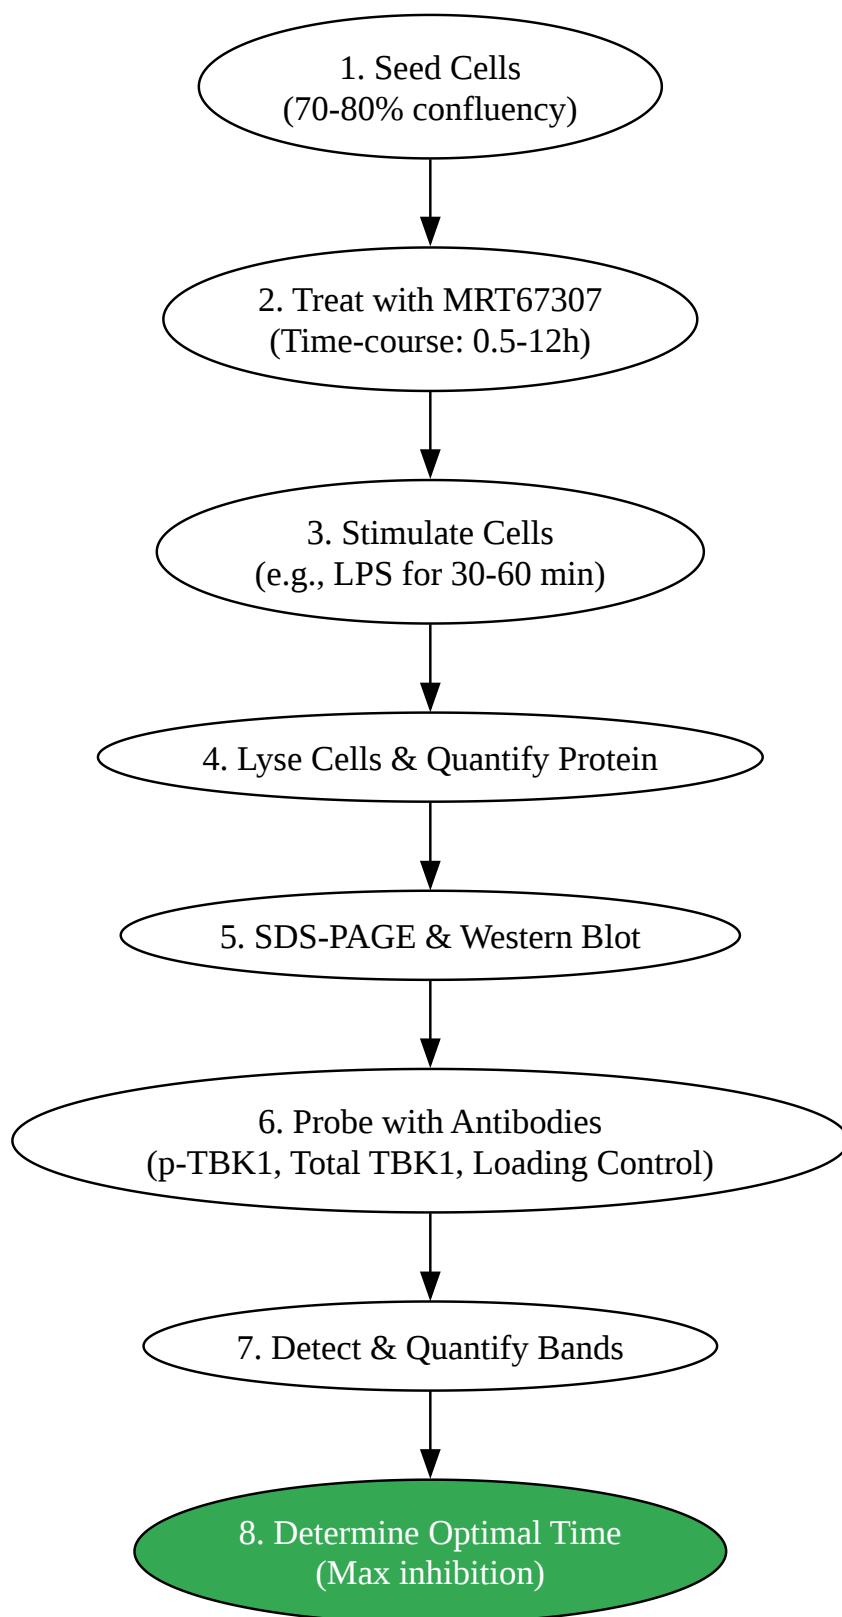 1. Seed Cells
(70-80% confluency)
2. Treat with MRT67307
(Time-course: 0.5-12h)
3. Stimulate Cells
(e.g., LPS for 30-60 min)
4. Lyse Cells & Quantify Protein
5. SDS-PAGE & Western Blot
6. Probe with Antibodies
(p-TBK1, Total TBK1, Loading Control)
7. Detect & Quantify Bands
8. Determine Optimal Time
(Max inhibition)